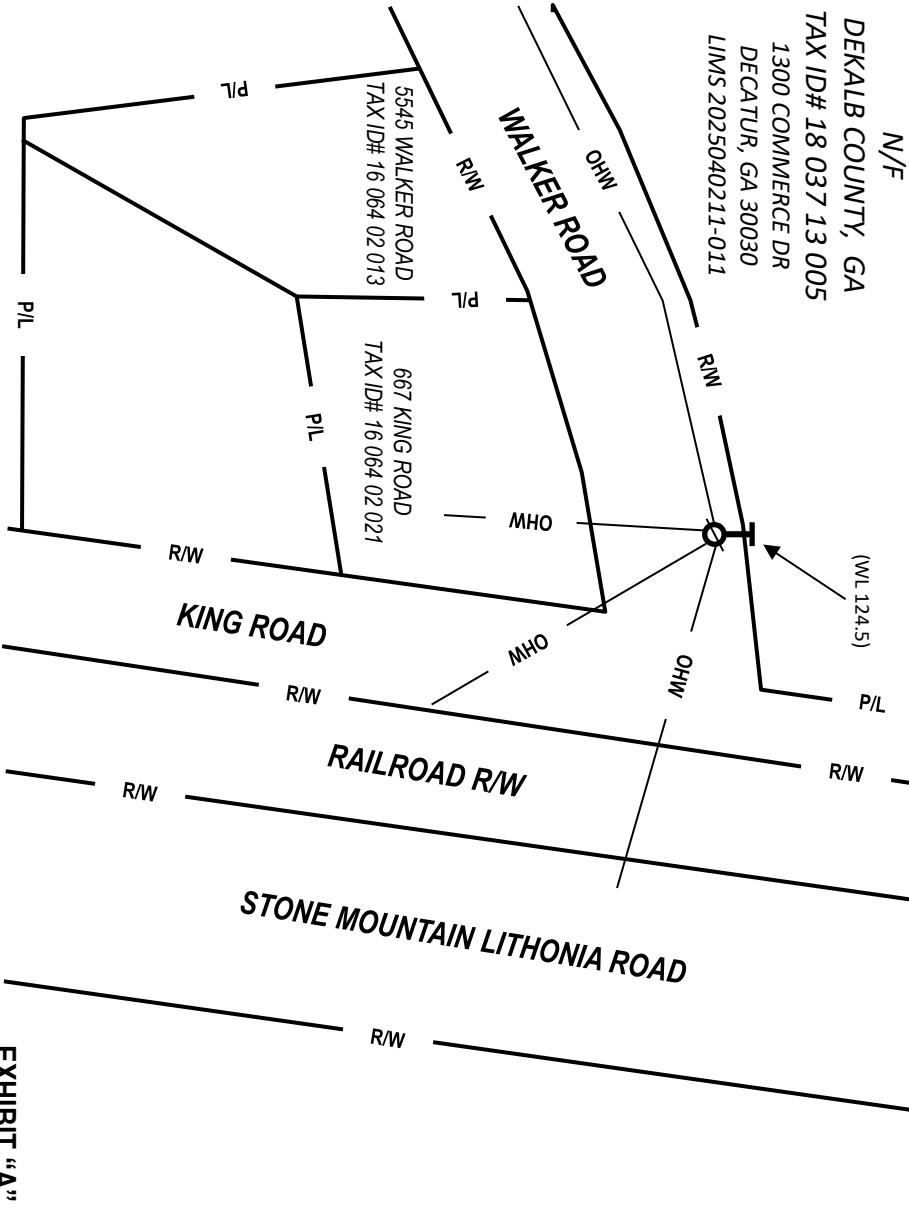 N/F
DEKALB COUNTY, GA
TAX ID# 18 037 13 005
1300 COMMERCE DR
DECATUR, GA 30030
LIMS 2025040211-011
(WL 124.5)
P/L
R/W
R/W
OHW
WALKER ROAD
R/W
OHW
OHW
OHW
P/L
5545 WALKER ROAD
TAX ID# 16 064 02 013
P/L
667 KING ROAD
TAX ID# 16 064 02 021
P/L
P/L
R/W
KING ROAD
R/W
RAILROAD R/W
R/W
STONE MOUNTAIN LITHONIA ROAD
R/W
EXHIBIT “A”